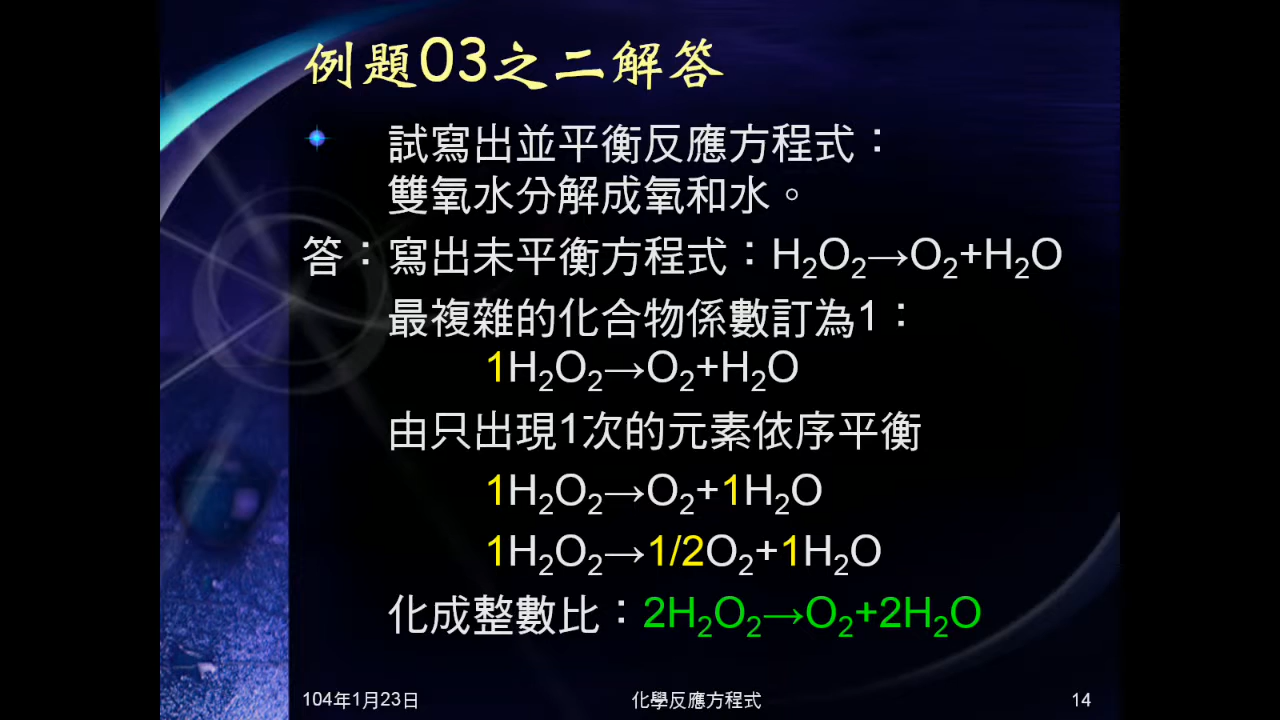 例題03之二解答
試寫出並平衡反應方程式：
雙氧水分解成氧和水。
答：寫出未平衡方程式：H₂O₂→O₂+H₂O
最複雜的化合物係數訂為1：
1H₂O₂→O₂+H₂O
由只出現1次的元素依序平衡
1H₂O₂→O₂+1H₂O
1H₂O₂→1/2O₂+1H₂O
化成整數比：2H₂O₂→O₂+2H₂O
104年1月23日
化學反應方程式
14